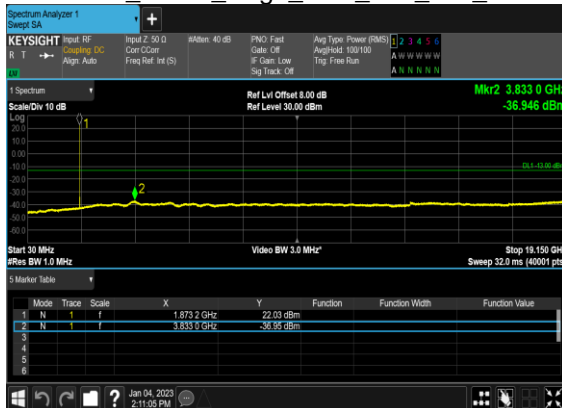 Spectrum Analyzer 1
Swept SA
+
KEYSIGHT Input: RF Input Z: 50 Ω #Atten: 40 dB PNO: Fast Avg Type: Power (RMS) 1 2 3 4 5 6
R T Coupling: DC Corr CCorr Gate: Off Avg|Hold: 100/100 A W W W W W
Align: Auto Freq Ref: Int (S) IF Gain: Low Trig: Free Run
Sig Track: Off A N N N N N
1 Spectrum Ref Lvl Offset 8.00 dB Mkr2 3.833 0 GHz
Scale/Div 10 dB Ref Level 30.00 dBm -36.946 dBm
Log
20.0
10.0
0.00
-10.0
-20.0
-30.0
-40.0
-50.0
-60.0
1
2
DL1 -13.00 dBm
Start 30 MHz Video BW 3.0 MHz* Stop 19.150 GHz
#Res BW 1.0 MHz Sweep 32.0 ms (40001 pts)
5 Marker Table
Mode Trace Scale X Y Function Function Width Function Value
1 N 1 f 1.873 2 GHz 22.03 dBm
2 N 1 f 3.833 0 GHz -36.95 dBm
3
4
5
6
? Jan 04, 2023
2:11:05 PM